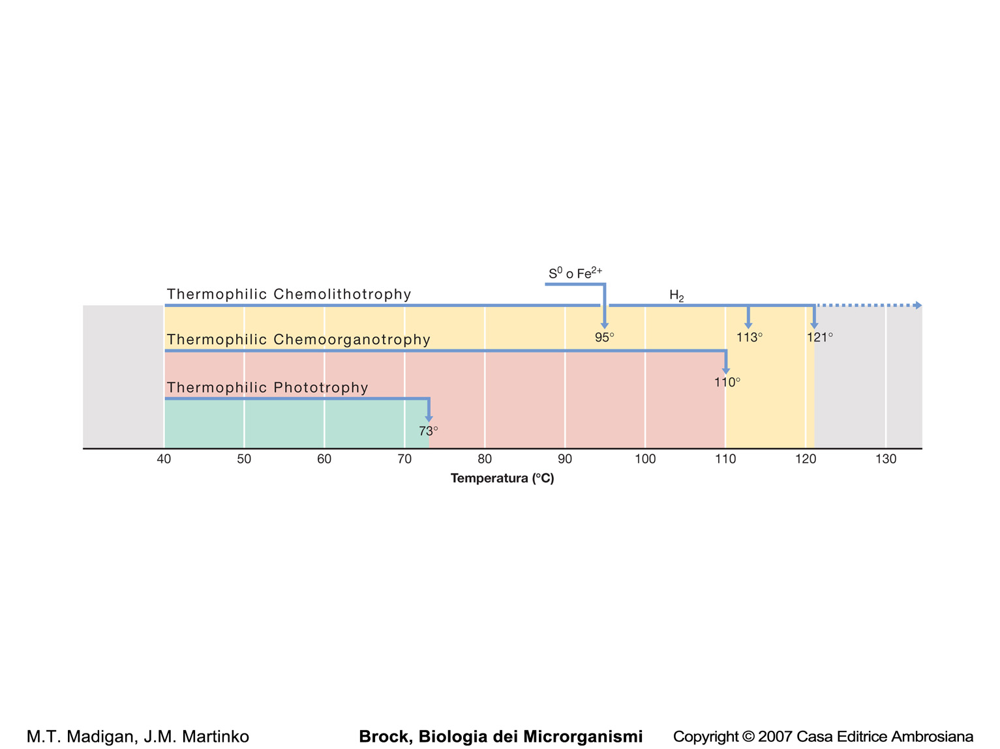 S⁰ o Fe²⁺
Thermophilic Chemolithotrophy
H₂
95°
113°
121°
Thermophilic Chemoorganotrophy
110°
Thermophilic Phototrophy
73°
40 50 60 70 80 90 100 110 120 130
Temperatura (°C)
M.T. Madigan, J.M. Martinko Brock, Biologia dei Microrganismi Copyright © 2007 Casa Editrice Ambrosiana